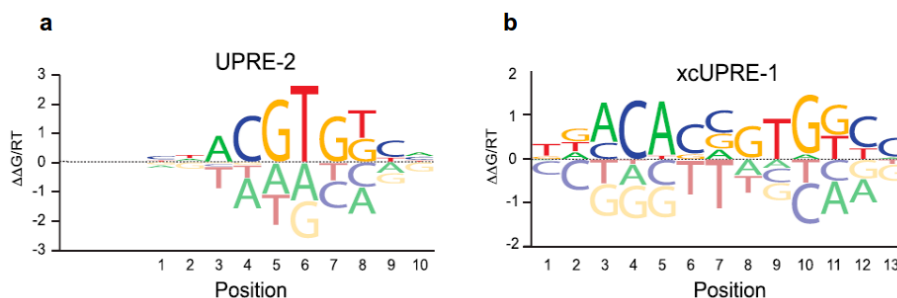 a
UPRE-2
ΔΔG/RT
3
2
1
0
-1
-2
-3
1 2 3 4 5 6 7 8 9 10
Position
b
xcUPRE-1
ΔΔG/RT
2
1
0
-1
-2
1 2 3 4 5 6 7 8 9 10 11 12 13
Position